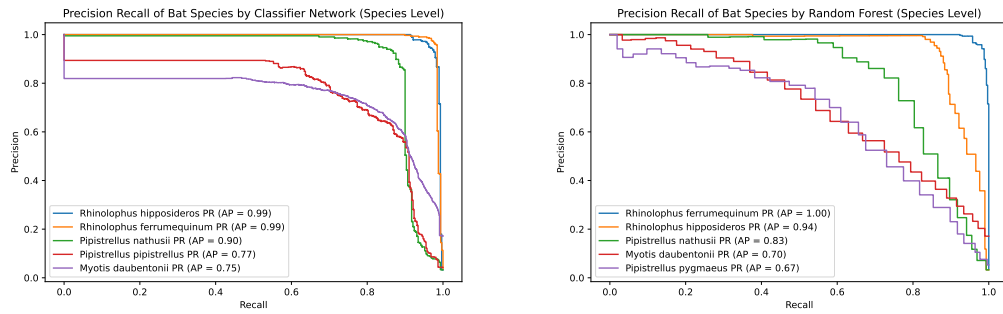 Precision Recall of Bat Species by Classifier Network (Species Level)
Precision
1.0
0.8
0.6
0.4
0.2
0.0
Rhinolophus hipposideros PR (AP = 0.99)
Rhinolophus ferrumequinum PR (AP = 0.99)
Pipistrellus nathusii PR (AP = 0.90)
Pipistrellus pipistrellus PR (AP = 0.77)
Myotis daubentonii PR (AP = 0.75)
0.0 0.2 0.4 0.6 0.8 1.0
Recall
Precision Recall of Bat Species by Random Forest (Species Level)
Precision
1.0
0.8
0.6
0.4
0.2
0.0
Rhinolophus ferrumequinum PR (AP = 1.00)
Rhinolophus hipposideros PR (AP = 0.94)
Pipistrellus nathusii PR (AP = 0.83)
Myotis daubentonii PR (AP = 0.70)
Pipistrellus pygmaeus PR (AP = 0.67)
0.0 0.2 0.4 0.6 0.8 1.0
Recall